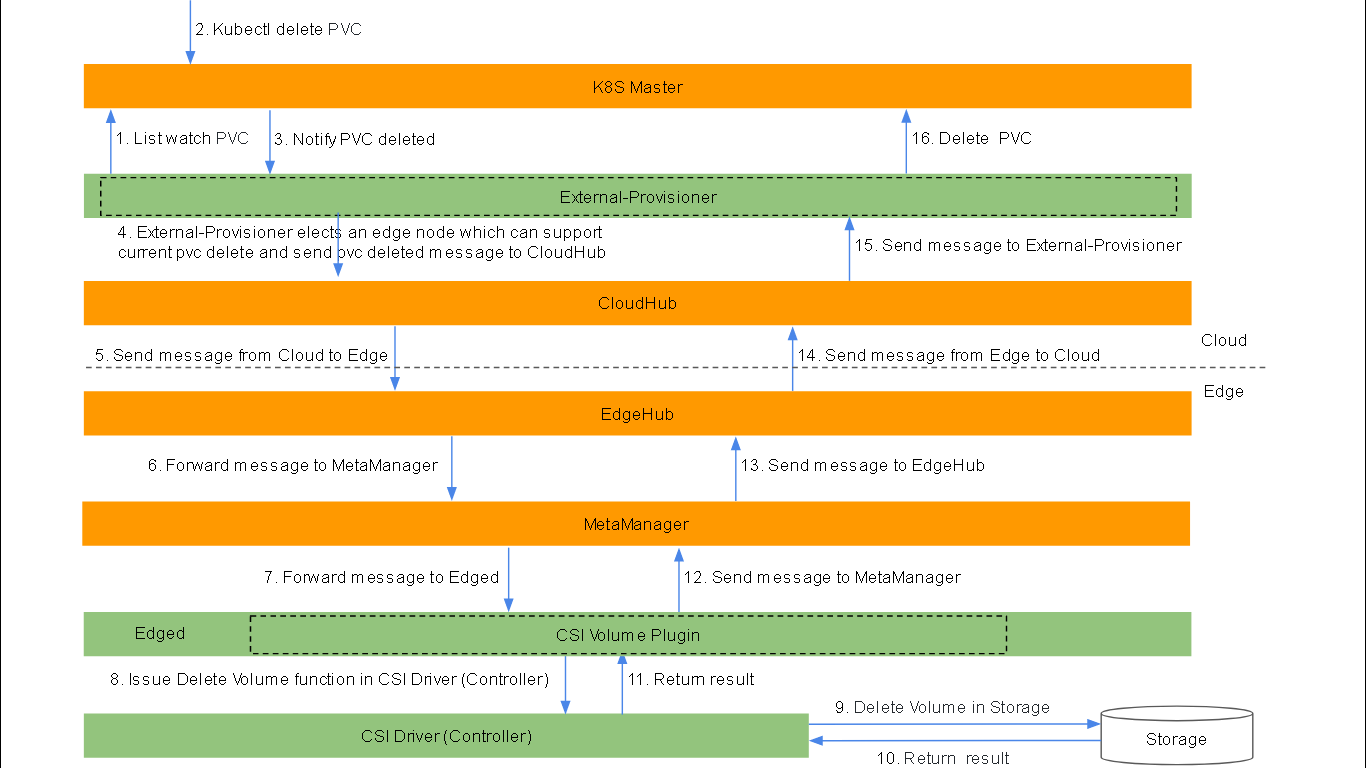 2. Kubectl delete PVC
K8S Master
1. List watch PVC
3. Notify PVC deleted
16. Delete PVC
External-Provisioner
4. External-Provisioner elects an edge node which can support
current pvc delete and send pvc deleted message to CloudHub
15. Send message to External-Provisioner
CloudHub
Cloud
5. Send message from Cloud to Edge
14. Send message from Edge to Cloud
Edge
EdgeHub
6. Forward message to MetaManager
13. Send message to EdgeHub
MetaManager
7. Forward message to Edged
12. Send message to MetaManager
Edged
CSI Volume Plugin
8. Issue Delete Volume function in CSI Driver (Controller)
11. Return result
9. Delete Volume in Storage
CSI Driver (Controller)
Storage
10. Return result